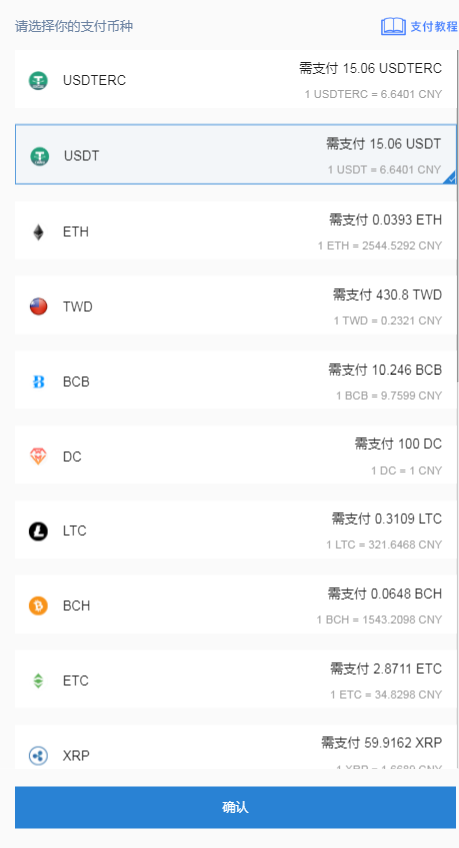 请选择你的支付币种
支付教程
USDTERC
需支付 15.06 USDTERC
1 USDTERC = 6.6401 CNY
USDT
需支付 15.06 USDT
1 USDT = 6.6401 CNY
ETH
需支付 0.0393 ETH
1 ETH = 2544.5292 CNY
TWD
需支付 430.8 TWD
1 TWD = 0.2321 CNY
BCB
需支付 10.246 BCB
1 BCB = 9.7599 CNY
DC
需支付 100 DC
1 DC = 1 CNY
LTC
需支付 0.3109 LTC
1 LTC = 321.6468 CNY
BCH
需支付 0.0648 BCH
1 BCH = 1543.2098 CNY
ETC
需支付 2.8711 ETC
1 ETC = 34.8298 CNY
XRP
需支付 59.9162 XRP
1 XRP = 1.6689 CNY
确认